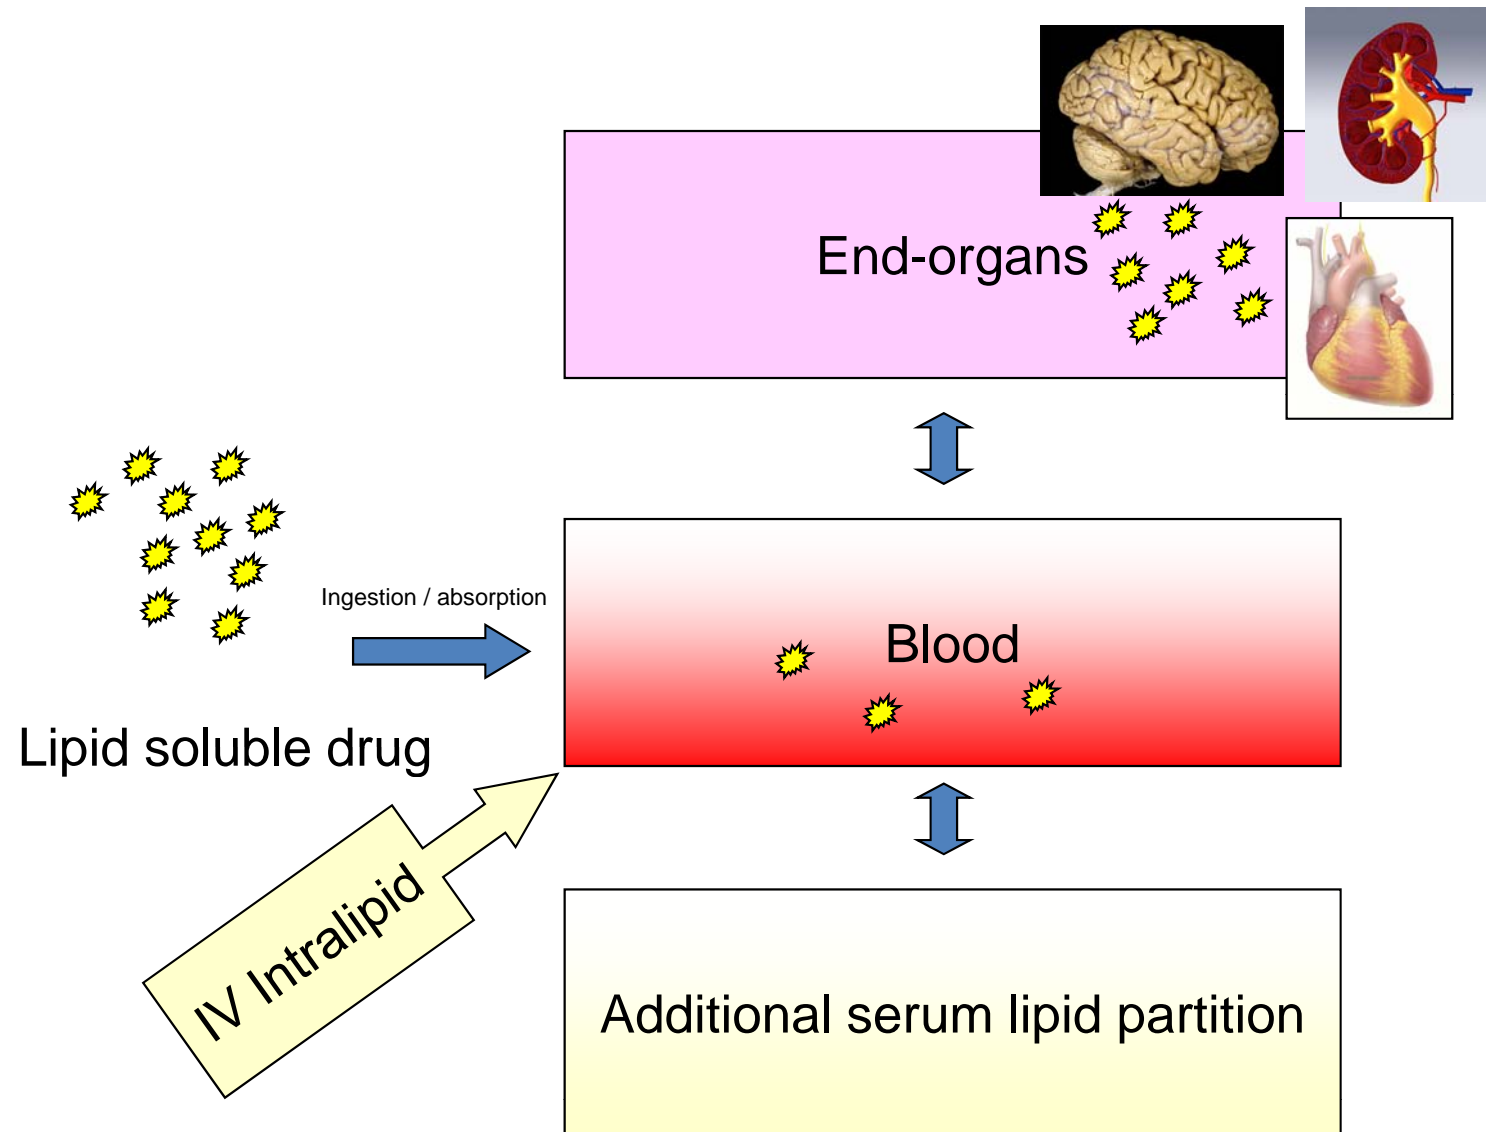 End-organs
Ingestion / absorption
Blood
Lipid soluble drug
IV Intralipid
Additional serum lipid partition